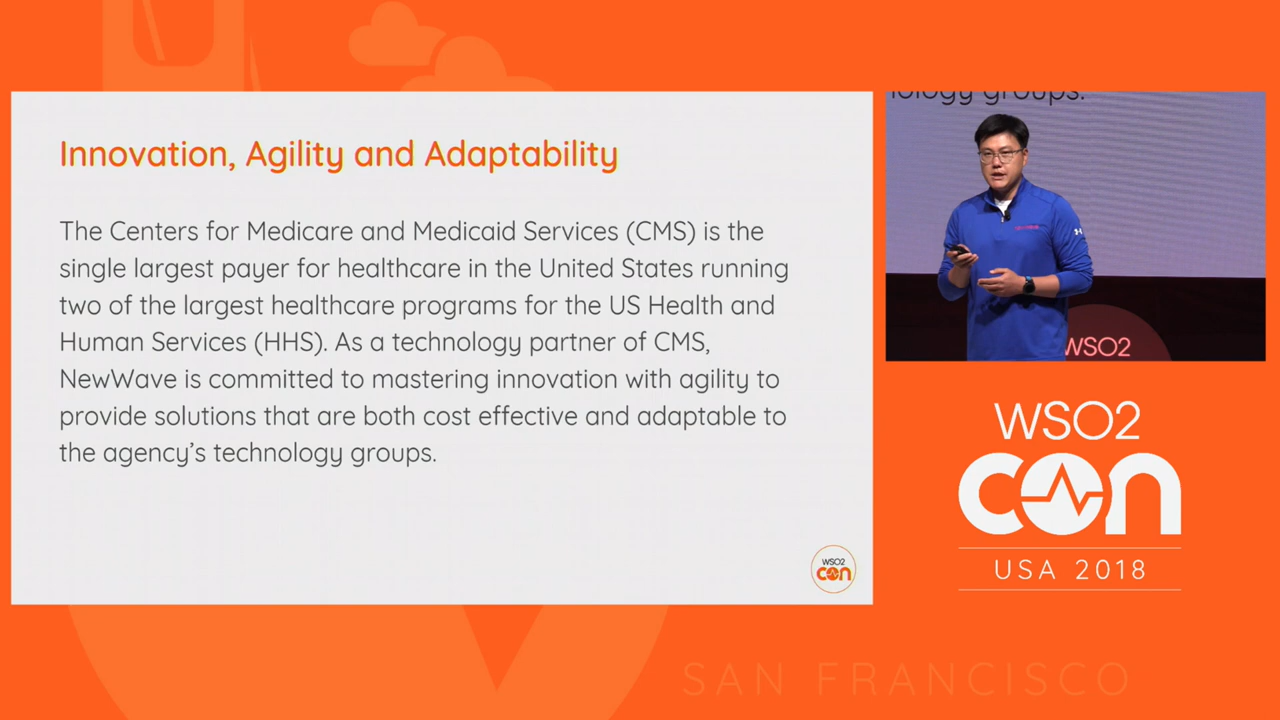 Innovation, Agility and Adaptability
The Centers for Medicare and Medicaid Services (CMS) is the
single largest payer for healthcare in the United States running
two of the largest healthcare programs for the US Health and
Human Services (HHS). As a technology partner of CMS,
NewWave is committed to mastering innovation with agility to
provide solutions that are both cost effective and adaptable to
the agency's technology groups.
WSO2
con
nology groups.
WSO2
WSO2
con
USA 2018
SAN FRANCISCO